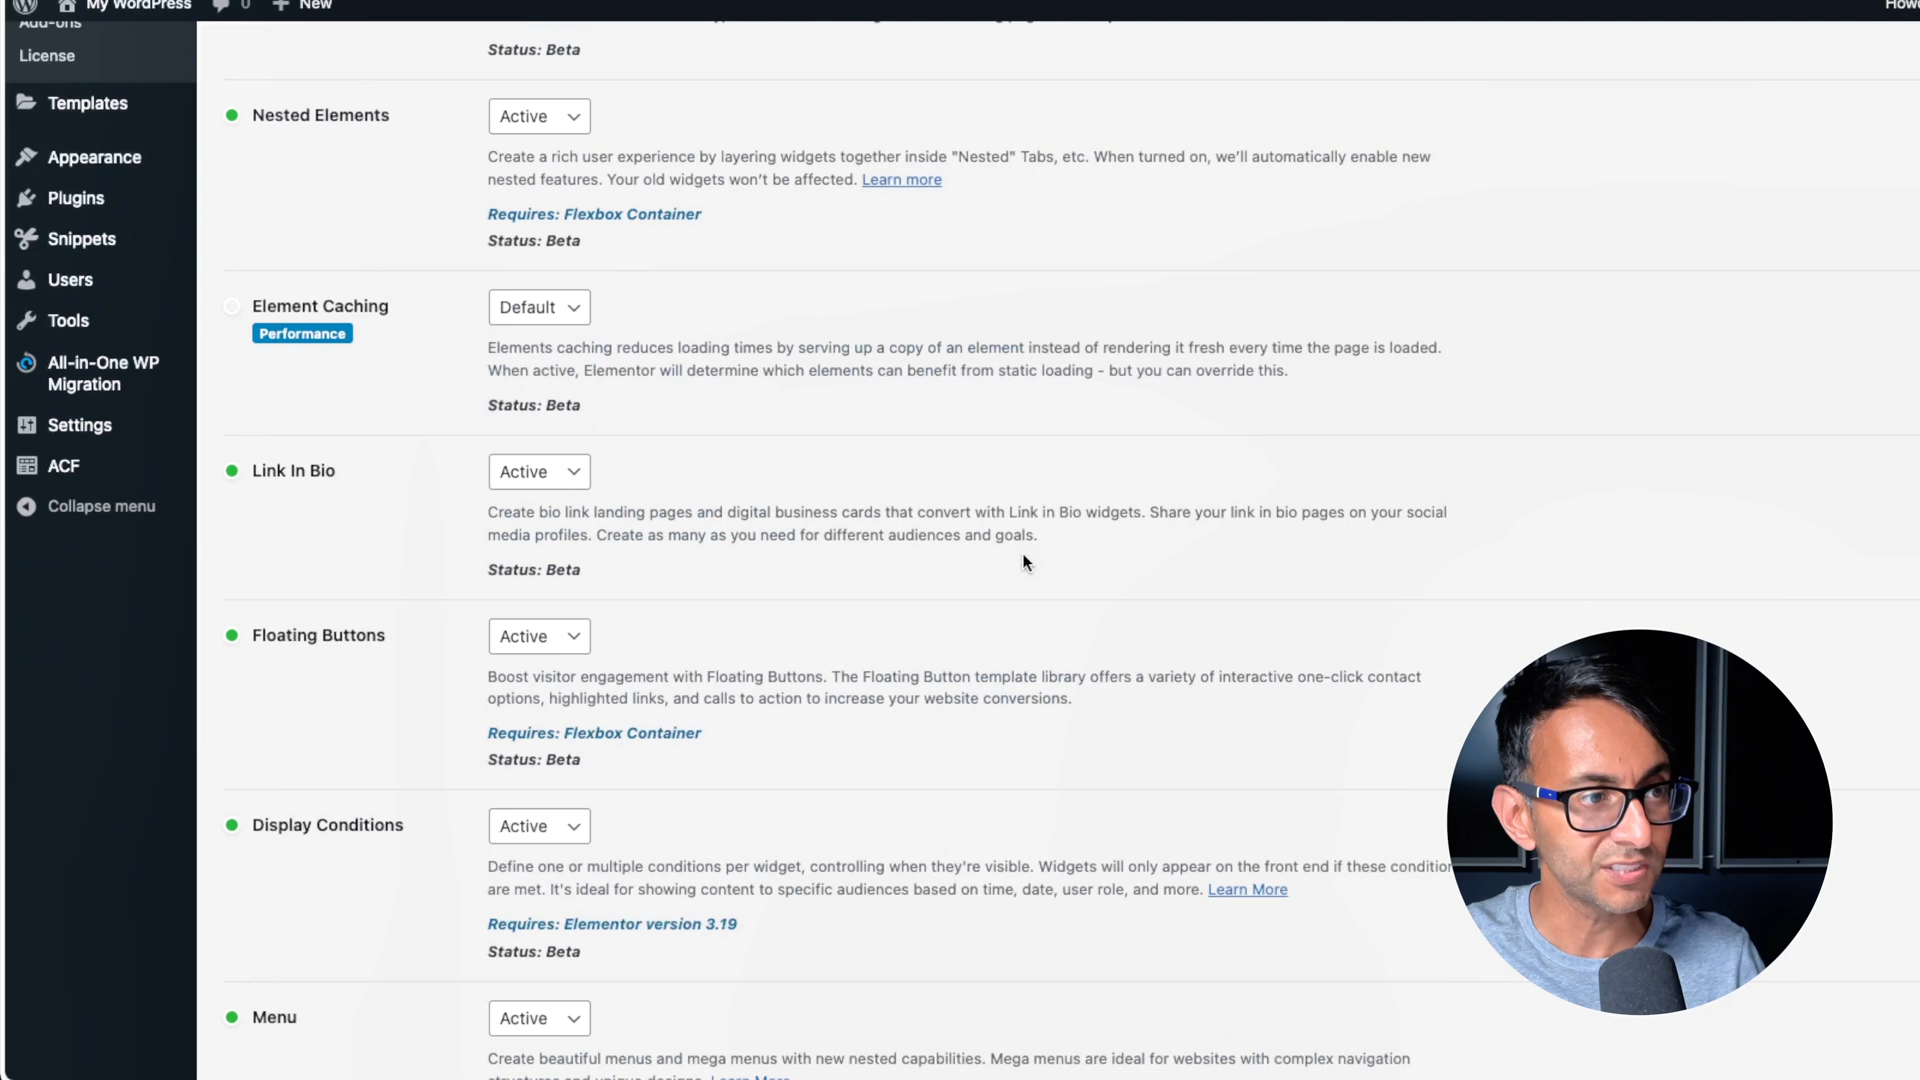 My WordPress
0
New
Howd
Add-ons
License
Templates
Appearance
Plugins
Snippets
Users
Tools
All-in-One WP
Migration
Settings
ACF
Collapse menu
Status: Beta
Nested Elements
Active
Create a rich user experience by layering widgets together inside "Nested" Tabs, etc. When turned on, we’ll automatically enable new
nested features. Your old widgets won’t be affected. Learn more
Requires: Flexbox Container
Status: Beta
Element Caching
Performance
Default
Elements caching reduces loading times by serving up a copy of an element instead of rendering it fresh every time the page is loaded.
When active, Elementor will determine which elements can benefit from static loading - but you can override this.
Status: Beta
Link In Bio
Active
Create bio link landing pages and digital business cards that convert with Link in Bio widgets. Share your link in bio pages on your social
media profiles. Create as many as you need for different audiences and goals.
Status: Beta
Floating Buttons
Active
Boost visitor engagement with Floating Buttons. The Floating Button template library offers a variety of interactive one-click contact
options, highlighted links, and calls to action to increase your website conversions.
Requires: Flexbox Container
Status: Beta
Display Conditions
Active
Define one or multiple conditions per widget, controlling when they're visible. Widgets will only appear on the front end if these condition
are met. It's ideal for showing content to specific audiences based on time, date, user role, and more. Learn More
Requires: Elementor version 3.19
Status: Beta
Menu
Active
Create beautiful menus and mega menus with new nested capabilities. Mega menus are ideal for websites with complex navigation
structures and unique designs. Learn More